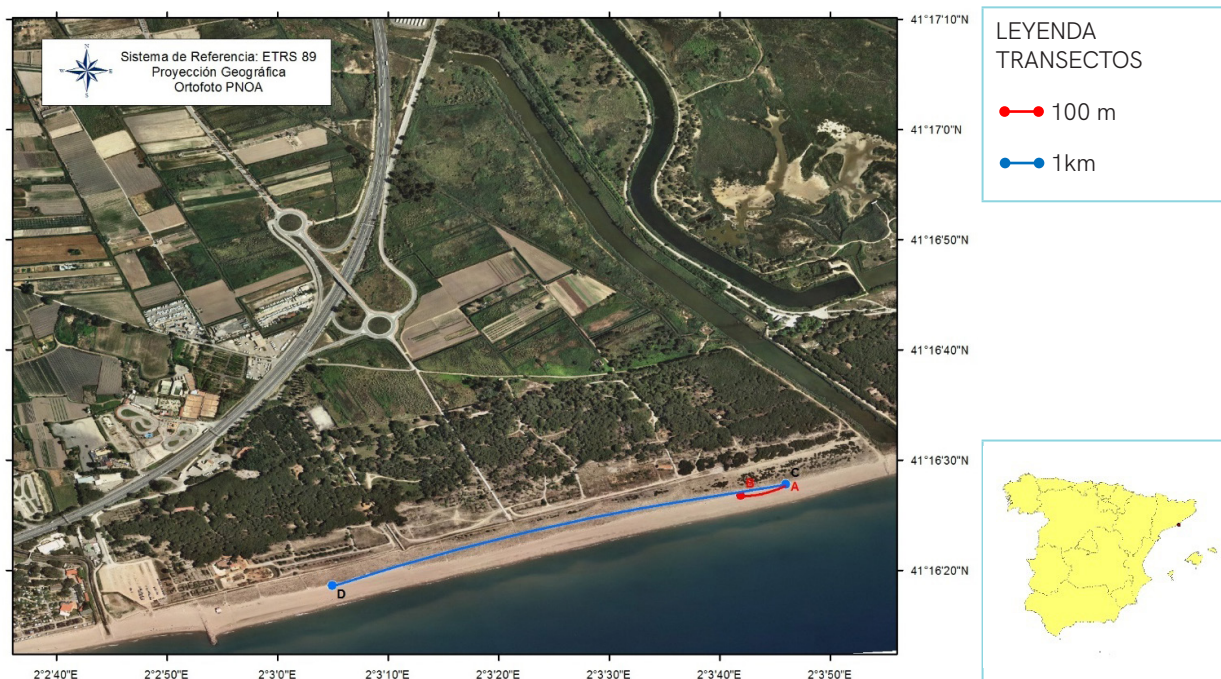 N
W
E
S
Sistema de Referencia: ETRS 89
Proyección Geográfica
Ortofoto PNOA
41°17'10"N
41°17'0"N
41°16'50"N
41°16'40"N
41°16'30"N
41°16'20"N
C
B
A
D
2°2'40"E
2°2'50"E
2°3'5"E
2°3'10"E
2°3'20"E
2°3'30"E
2°3'40"E
2°3'50"E
LEYENDA
TRANSECTOS
100 m
1km